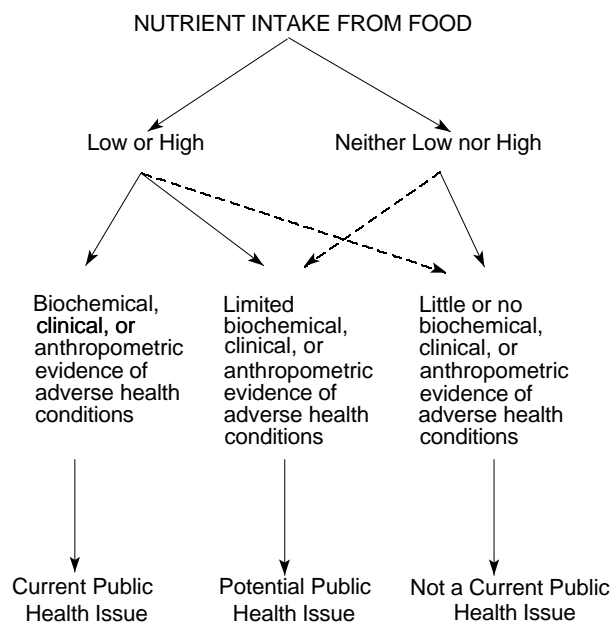 NUTRIENT INTAKE FROM FOOD
Low or High
Neither Low nor High
Biochemical,
clinical, or
anthropometric
evidence of
adverse health
conditions
Limited
biochemical,
clinical, or
anthropometric
evidence of
adverse health
conditions
Little or no
biochemical,
clinical, or
anthropometric
evidence of
adverse health
conditions
Current Public
Health Issue
Potential Public
Health Issue
Not a Current Public
Health Issue